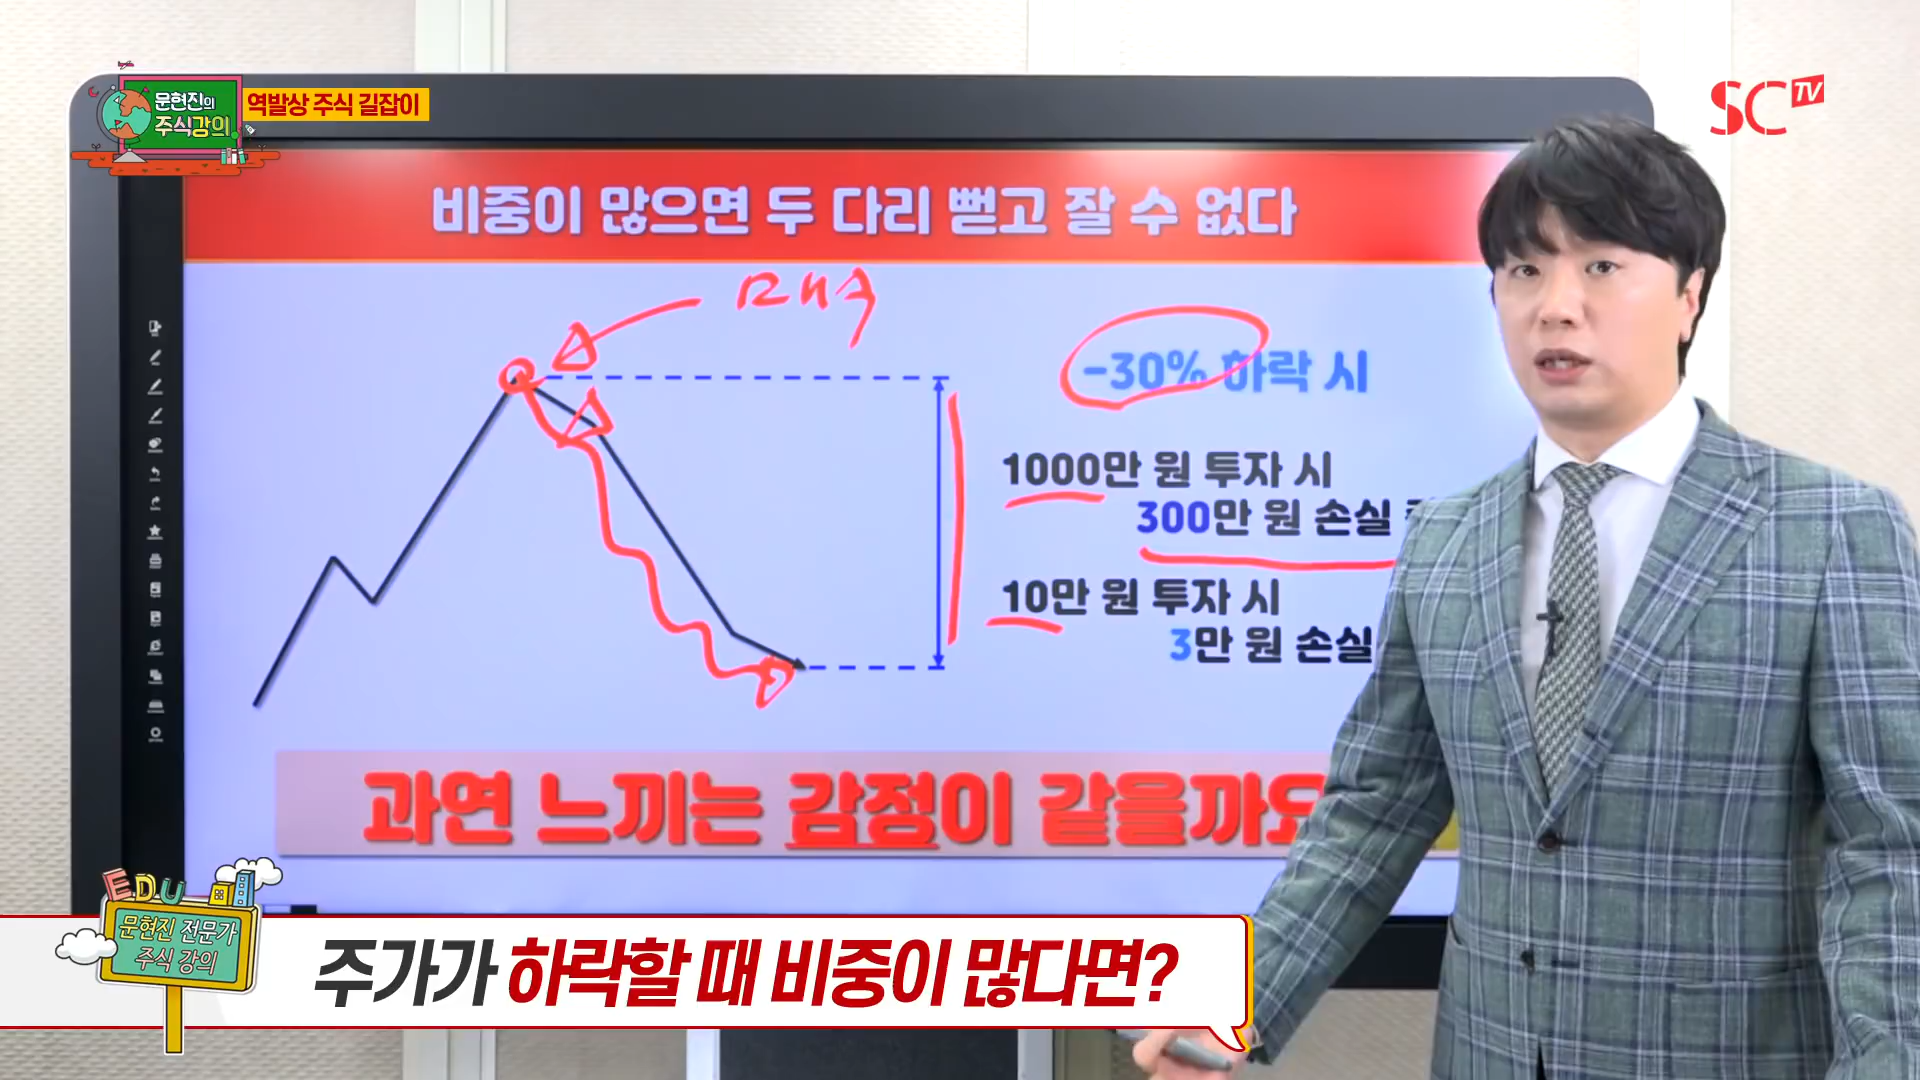 문현진의
주식강의
역발상 주식 길잡이
SC TV
비중이 많으면 두 다리 뻗고 잘 수 없다
-30% 하락 시
1000만 원 투자 시
300만 원 손실
10만 원 투자 시
3만 원 손실
과연 느끼는 감정이 같을까요
EDU
문현진 전문가
주식 강의
주가가 하락할 때 비중이 많다면?